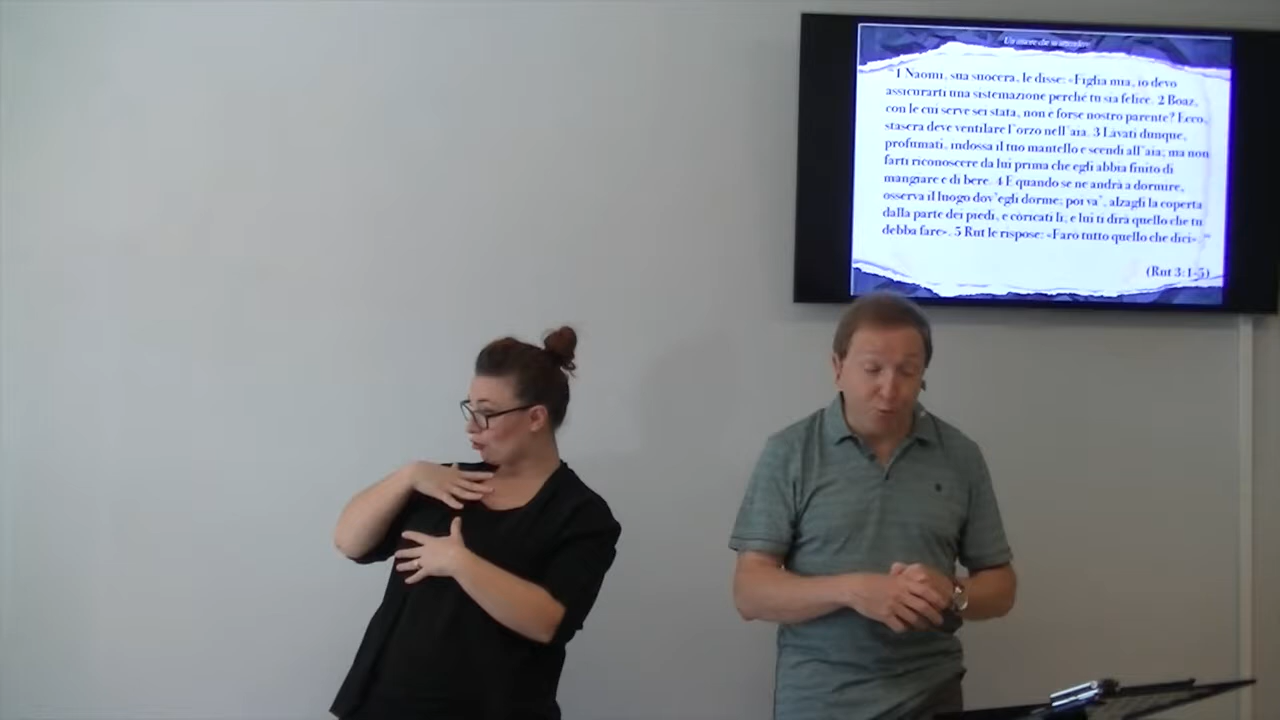 Un amore che sa attendere
"1 Naomi, sua suocera, le disse: «Figlia mia, io devo
assicurarti una sistemazione perché tu sia felice. 2 Boaz,
con le cui serve sei stata, non è forse nostro parente? Ecco,
stasera deve ventilare l'orzo nell'aia. 3 Làvati dunque,
profumati, indossa il tuo mantello e scendi all'aia; ma non
farti riconoscere da lui prima che egli abbia finito di
mangiare e di bere. 4 E quando se ne andrà a dormire,
osserva il luogo dov'egli dorme; poi va', alzagli la coperta
dalla parte dei piedi, e còricati lì; e lui ti dirà quello che tu
debba fare». 5 Rut le rispose: «Farò tutto quello che dici»."
(Rut 3:1-5)